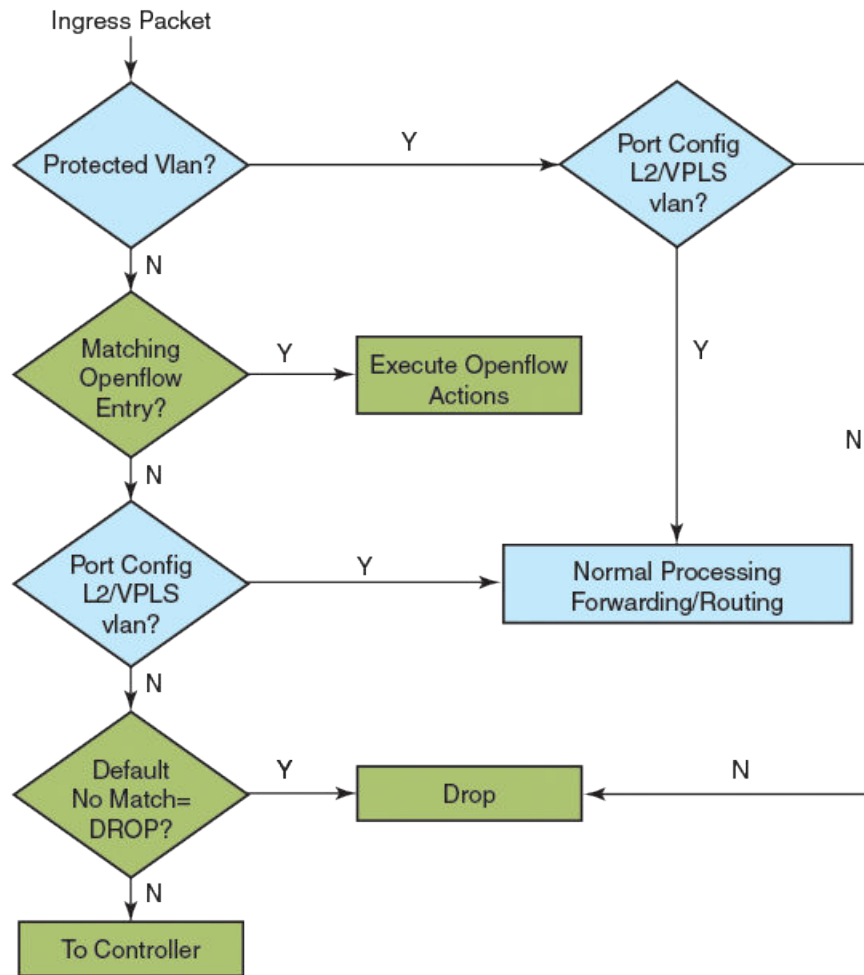 Ingress Packet
Protected Vlan?
Y
Port Config
L2/VPLS
vlan?
N
Y
Matching
Openflow
Entry?
Y
Execute Openflow
Actions
N
N
Port Config
L2/VPLS
vlan?
Y
Normal Processing
Forwarding/Routing
N
Default
No Match=
DROP?
Y
Drop
N
N
To Controller